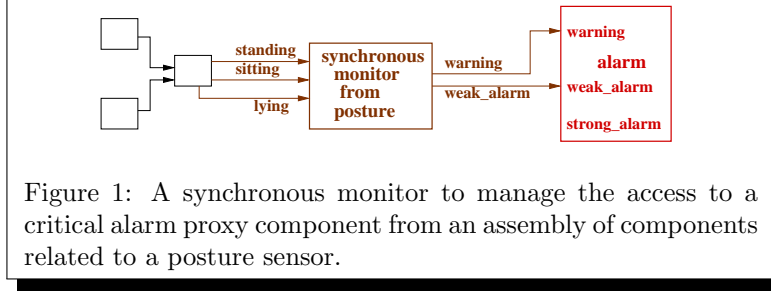 standing
sitting
lying
synchronous
monitor
from
posture
warning
weak_alarm
warning
alarm
weak_alarm
strong_alarm
Figure 1: A synchronous monitor to manage the access to a
critical alarm proxy component from an assembly of components
related to a posture sensor.